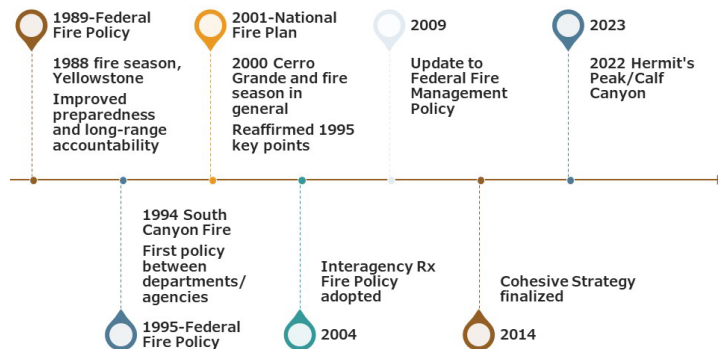 1989-Federal
Fire Policy
1988 fire season,
Yellowstone
Improved
preparedness
and long-range
accountability
1994 South
Canyon Fire
First policy
between
departments/
agencies
1995-Federal
Fire Policy
2001-National
Fire Plan
2000 Cerro
Grande and fire
season in
general
Reaffirmed 1995
key points
Interagency Rx
Fire Policy
adopted
2004
2009
Update to
Federal Fire
Management
Policy
Cohesive Strategy
finalized
2014
2023
2022 Hermit's
Peak/Calf
Canyon